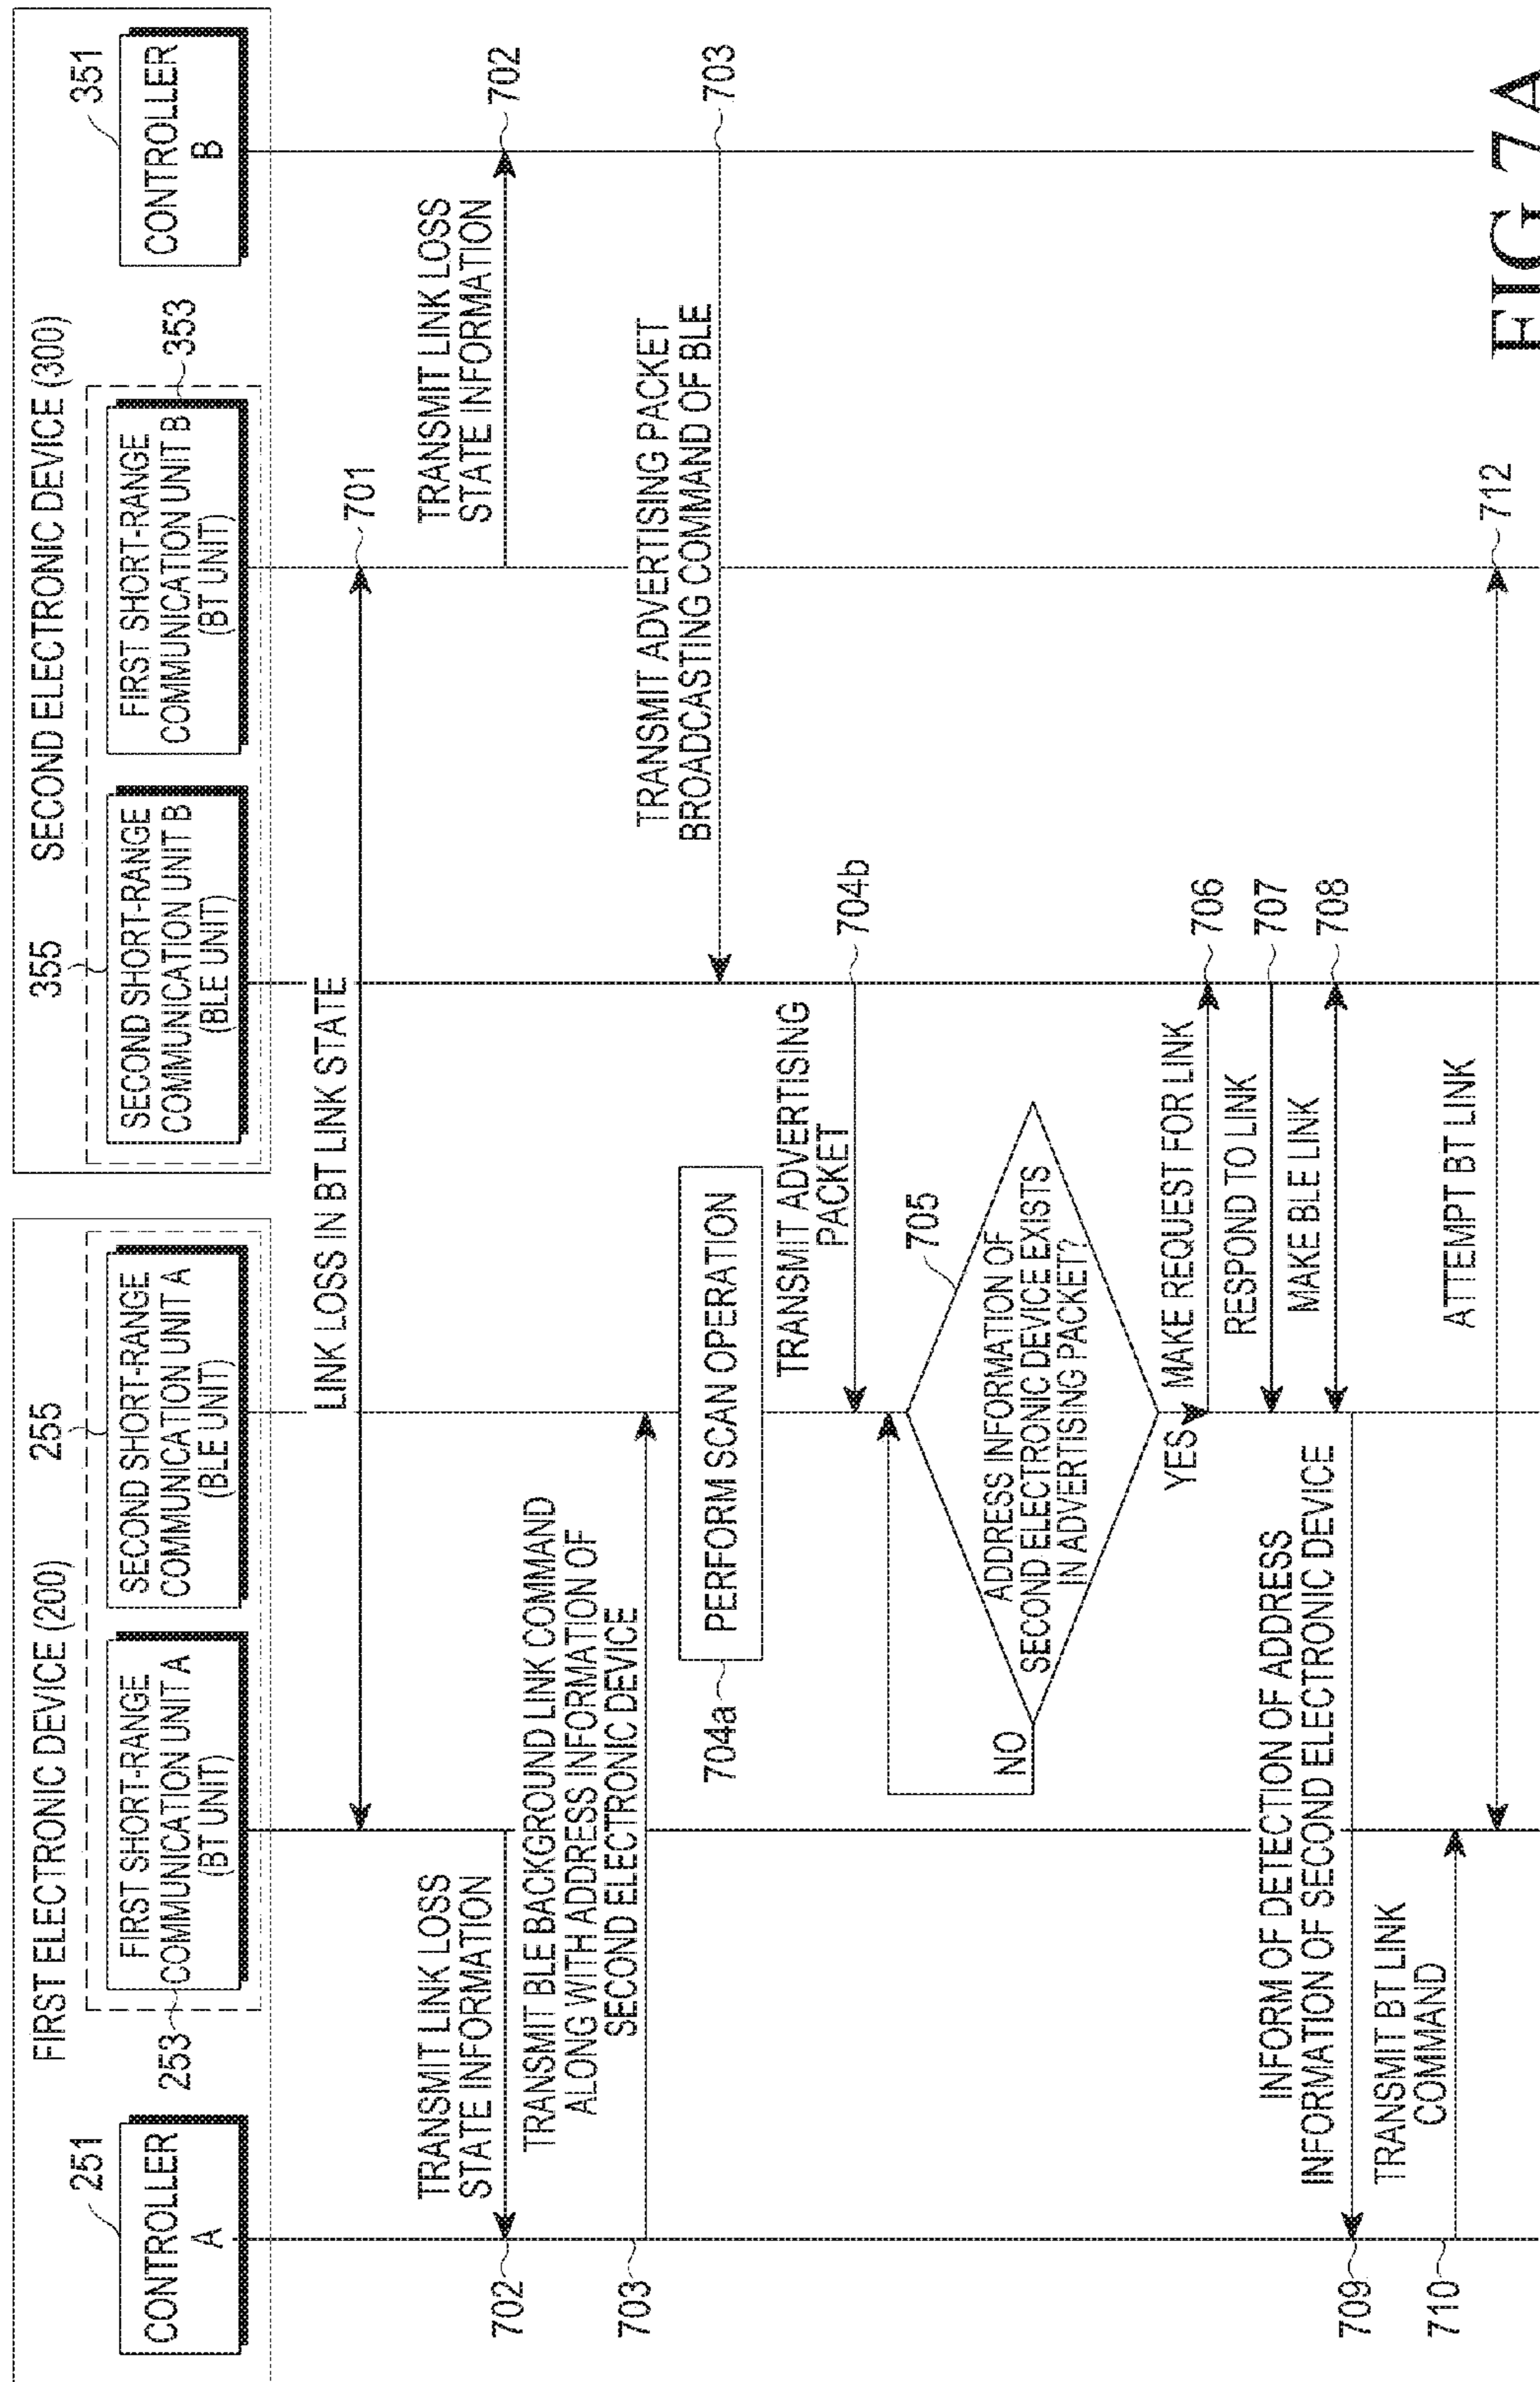 FIRST ELECTRONIC DEVICE (200)
SECOND ELECTRONIC DEVICE (300)
251
CONTROLLER
A
253
FIRST SHORT-RANGE
COMMUNICATION UNIT A
(BT UNIT)
255
SECOND SHORT-RANGE
COMMUNICATION UNIT A
(BLE UNIT)
355
SECOND SHORT-RANGE
COMMUNICATION UNIT B
(BLE UNIT)
353
FIRST SHORT-RANGE
COMMUNICATION UNIT B
(BT UNIT)
351
CONTROLLER
B
LINK LOSS IN BT LINK STATE
701
TRANSMIT LINK LOSS
STATE INFORMATION
702
TRANSMIT LINK LOSS
STATE INFORMATION
702
TRANSMIT BLE BACKGROUND LINK COMMAND
ALONG WITH ADDRESS INFORMATION OF
SECOND ELECTRONIC DEVICE
703
TRANSMIT ADVERTISING PACKET
BROADCASTING COMMAND OF BLE
703
704a
PERFORM SCAN OPERATION
TRANSMIT ADVERTISING
PACKET
704b
705
ADDRESS INFORMATION OF
SECOND ELECTRONIC DEVICE EXISTS
IN ADVERTISING PACKET?
NO
YES
MAKE REQUEST FOR LINK
706
RESPOND TO LINK
707
MAKE BLE LINK
708
INFORM OF DETECTION OF ADDRESS
INFORMATION OF SECOND ELECTRONIC DEVICE
709
TRANSMIT BT LINK
COMMAND
710
ATTEMPT BT LINK
712
FIG 7A